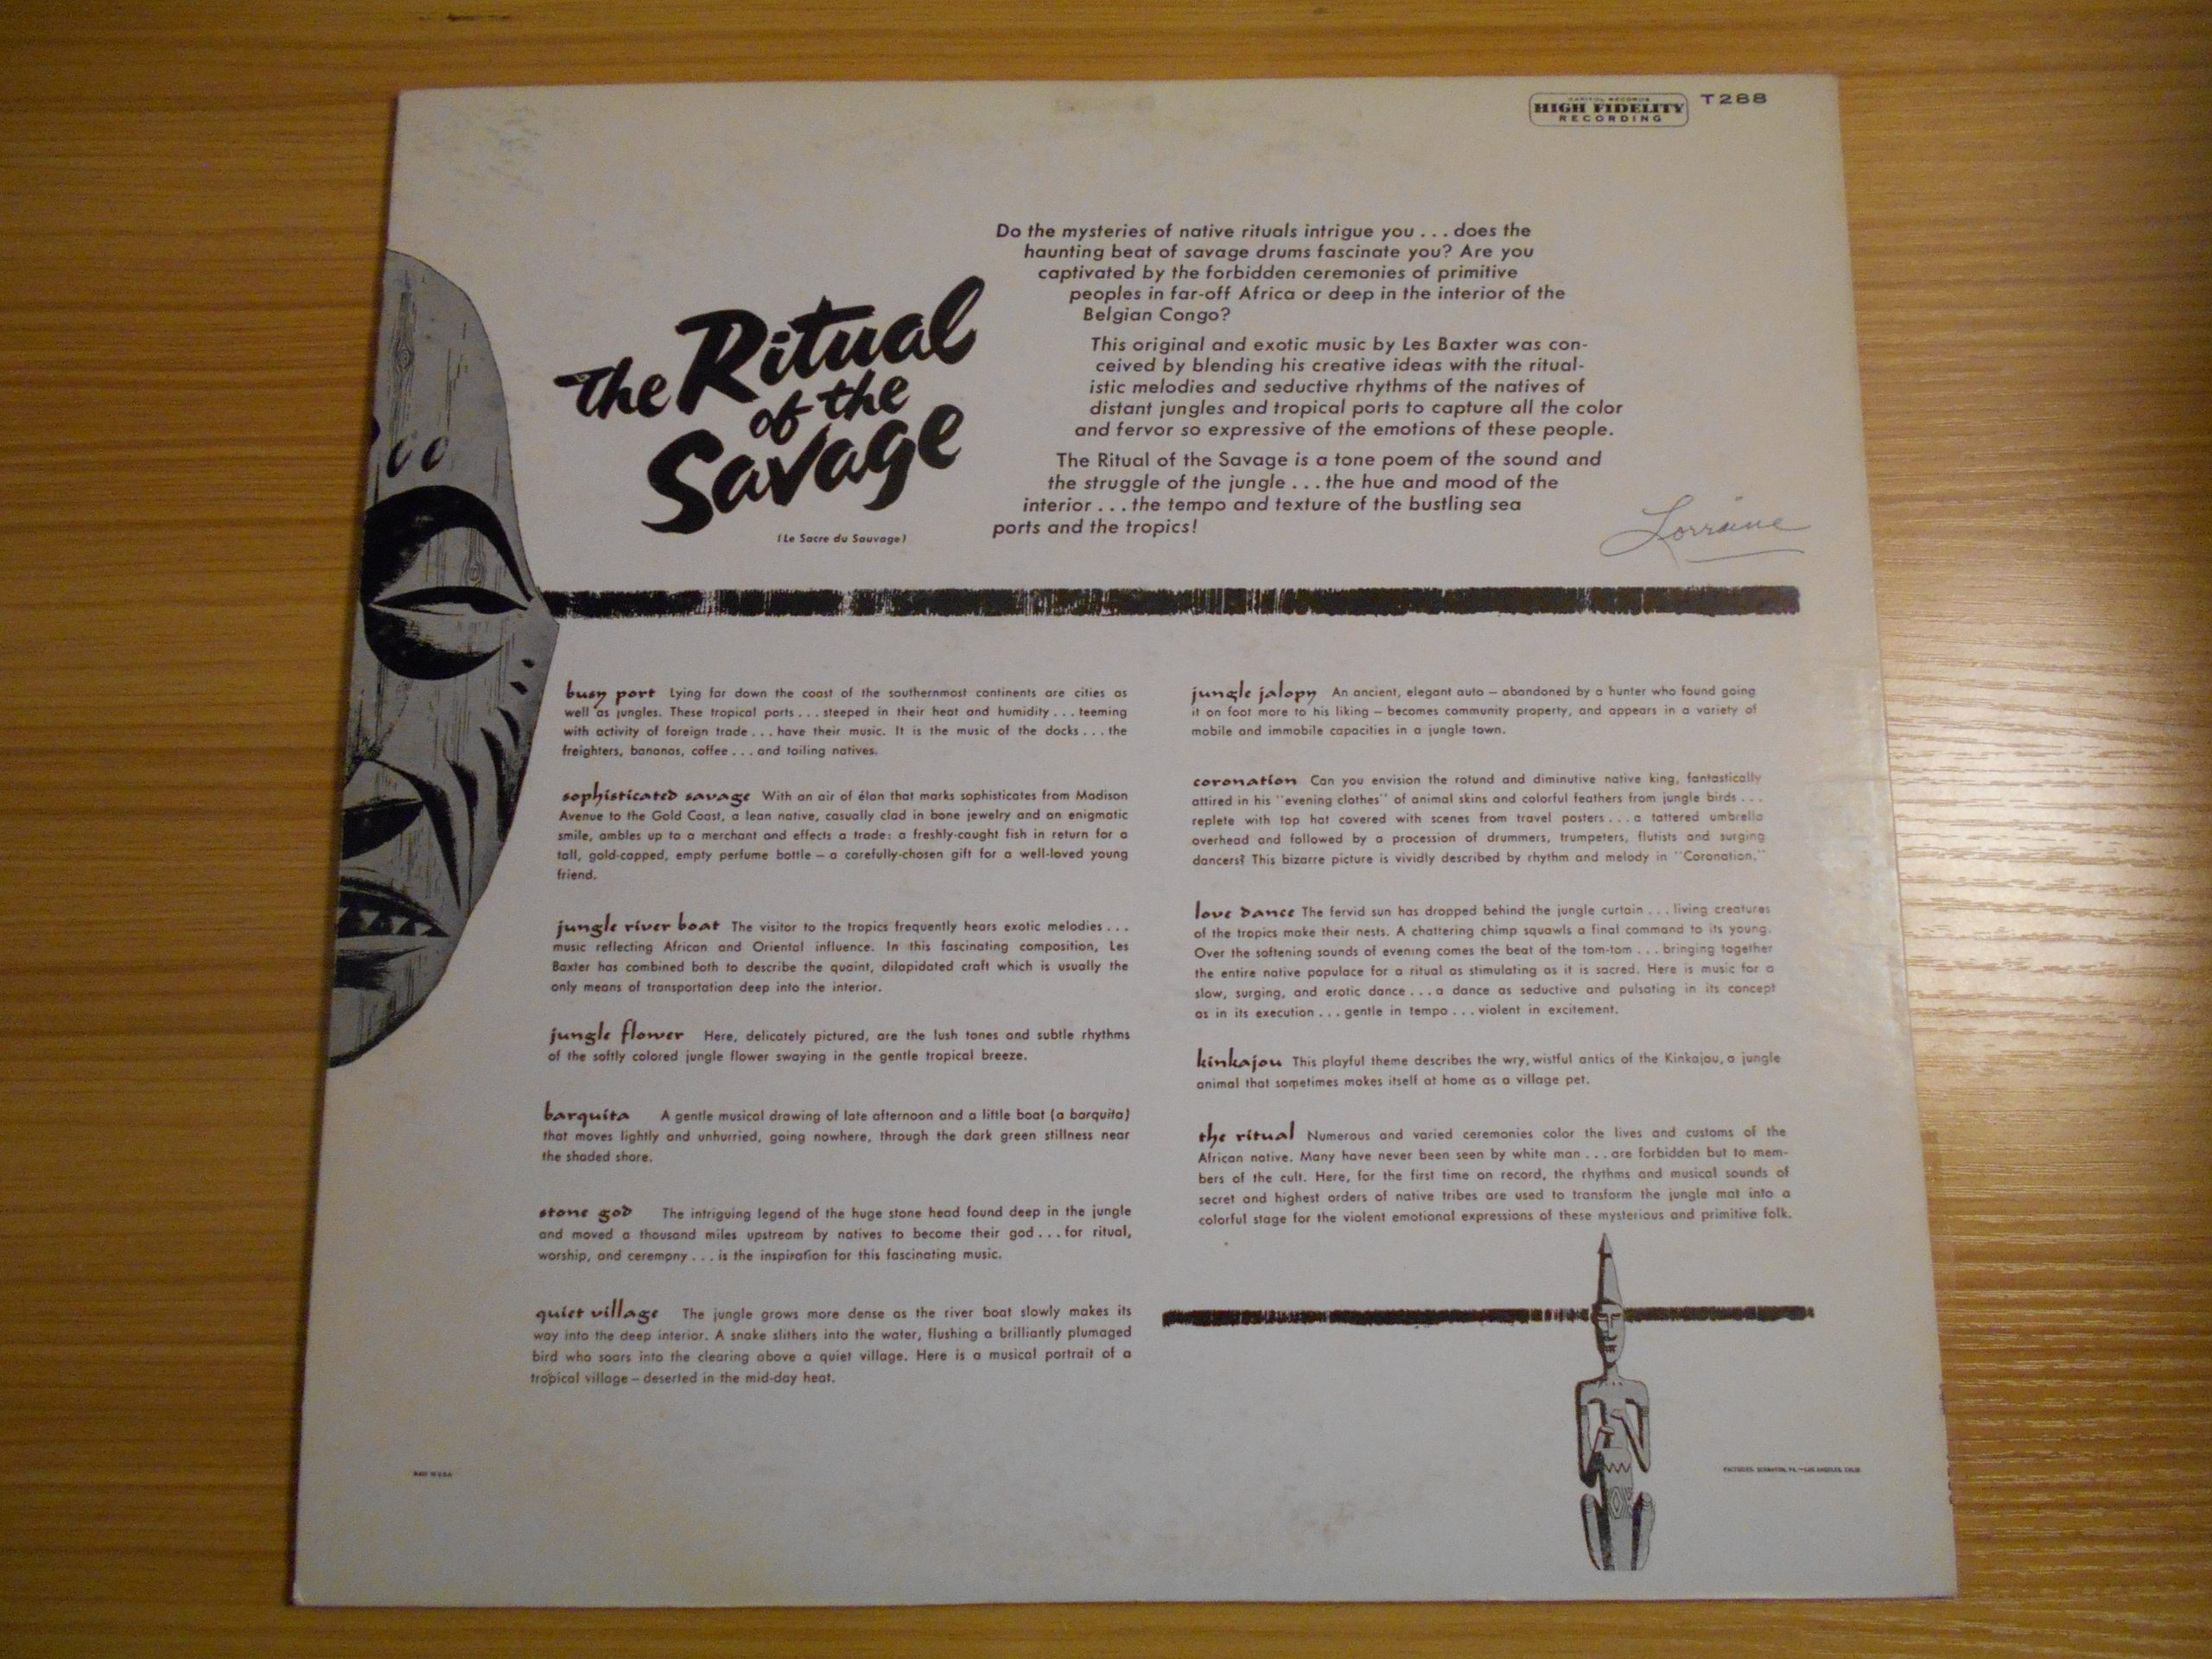 CAPITOL RECORDS
HIGH FIDELITY
RECORDING
T 288
the Ritual
of the
Savage
(Le Sacre du Sauvage)
Do the mysteries of native rituals intrigue you . . . does the
haunting beat of savage drums fascinate you? Are you
captivated by the forbidden ceremonies of primitive
peoples in far-off Africa or deep in the interior of the
Belgian Congo?
This original and exotic music by Les Baxter was con-
ceived by blending his creative ideas with the ritual-
istic melodies and seductive rhythms of the natives of
distant jungles and tropical ports to capture all the color
and fervor so expressive of the emotions of these people.
The Ritual of the Savage is a tone poem of the sound and
the struggle of the jungle . . . the hue and mood of the
interior . . . the tempo and texture of the bustling sea
ports and the tropics!
Lorraine
busy port Lying far down the coast of the southernmost continents are cities as
well as jungles. These tropical ports . . . steeped in their heat and humidity . . . teeming
with activity of foreign trade . . . have their music. It is the music of the docks . . . the
freighters, bananas, coffee . . . and toiling natives.
sophisticated savage With an air of élan that marks sophisticates from Madison
Avenue to the Gold Coast, a lean native, casually clad in bone jewelry and an enigmatic
smile, ambles up to a merchant and effects a trade: a freshly-caught fish in return for a
tall, gold-capped, empty perfume bottle – a carefully-chosen gift for a well-loved young
friend.
jungle river boat The visitor to the tropics frequently hears exotic melodies . . .
music reflecting African and Oriental influence. In this fascinating composition, Les
Baxter has combined both to describe the quaint, dilapidated craft which is usually the
only means of transportation deep into the interior.
jungle flower Here, delicately pictured, are the lush tones and subtle rhythms
of the softly colored jungle flower swaying in the gentle tropical breeze.
barquita A gentle musical drawing of late afternoon and a little boat (a barquita)
that moves lightly and unhurried, going nowhere, through the dark green stillness near
the shaded shore.
stone god The intriguing legend of the huge stone head found deep in the jungle
and moved a thousand miles upstream by natives to become their god . . . for ritual,
worship, and ceremony . . . is the inspiration for this fascinating music.
quiet village The jungle grows more dense as the river boat slowly makes its
way into the deep interior. A snake slithers into the water, flushing a brilliantly plumaged
bird who soars into the clearing above a quiet village. Here is a musical portrait of a
tropical village – deserted in the mid-day heat.
jungle jalopy An ancient, elegant auto – abandoned by a hunter who found going
it on foot more to his liking – becomes community property, and appears in a variety of
mobile and immobile capacities in a jungle town.
coronation Can you envision the rotund and diminutive native king, fantastically
attired in his "evening clothes" of animal skins and colorful feathers from jungle birds . . .
replete with top hat covered with scenes from travel posters . . . a tattered umbrella
overhead and followed by a procession of drummers, trumpeters, flutists and surging
dancers? This bizarre picture is vividly described by rhythm and melody in "Coronation."
love dance The fervid sun has dropped behind the jungle curtain . . . living creatures
of the tropics make their nests. A chattering chimp squawls a final command to its young.
Over the softening sounds of evening comes the beat of the tom-tom . . . bringing together
the entire native populace for a ritual as stimulating as it is sacred. Here is music for a
slow, surging, and erotic dance . . . a dance as seductive and pulsating in its concept
as in its execution . . . gentle in tempo . . . violent in excitement.
kinkajou This playful theme describes the wry, wistful antics of the Kinkajou, a jungle
animal that sometimes makes itself at home as a village pet.
the ritual Numerous and varied ceremonies color the lives and customs of the
African native. Many have never been seen by white man . . . are forbidden but to mem-
bers of the cult. Here, for the first time on record, the rhythms and musical sounds of
secret and highest orders of native tribes are used to transform the jungle mat into a
colorful stage for the violent emotional expressions of these mysterious and primitive folk.
MADE IN U.S.A.
FACTORIES: SCRANTON, PA.—LOS ANGELES, CALIF.